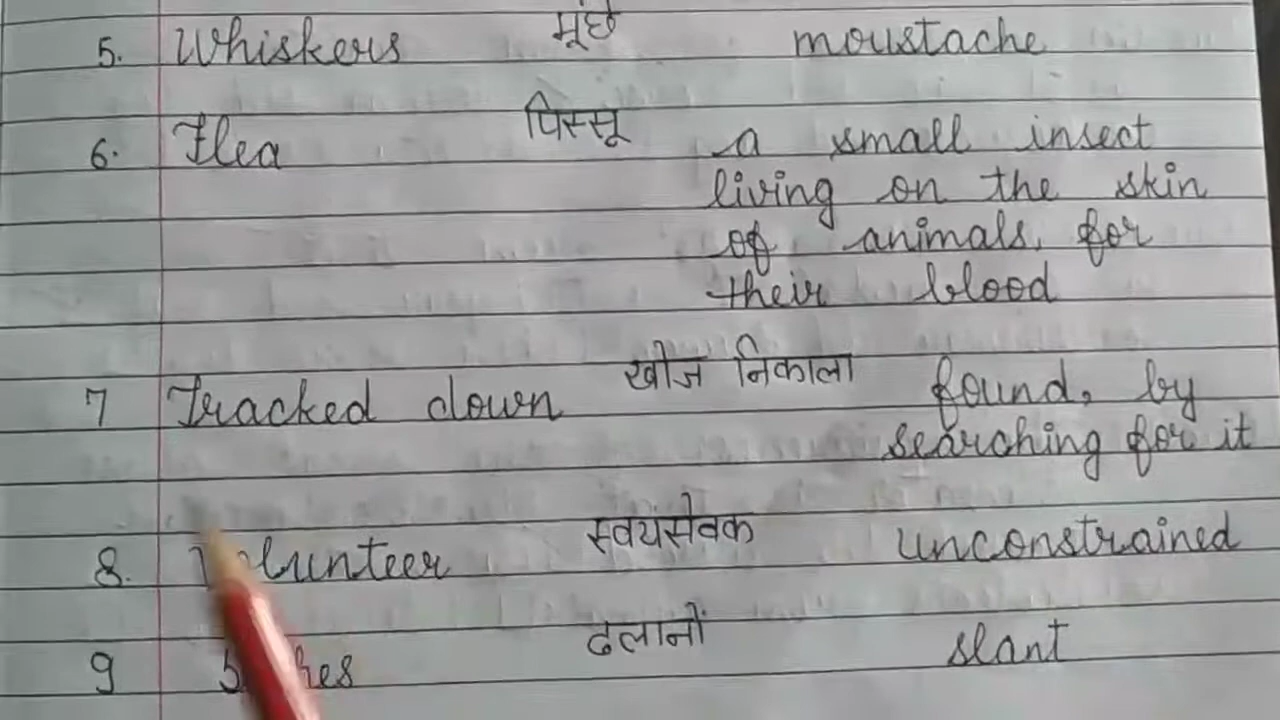 5. Whiskers मूंछे moustache
6. Flea पिस्सू a small insect
living on the skin
of animals, for
their blood
7 Tracked down खोज निकाला found, by
searching for it
8. स्वयसेवक unconstrained
9 ढलानों slant